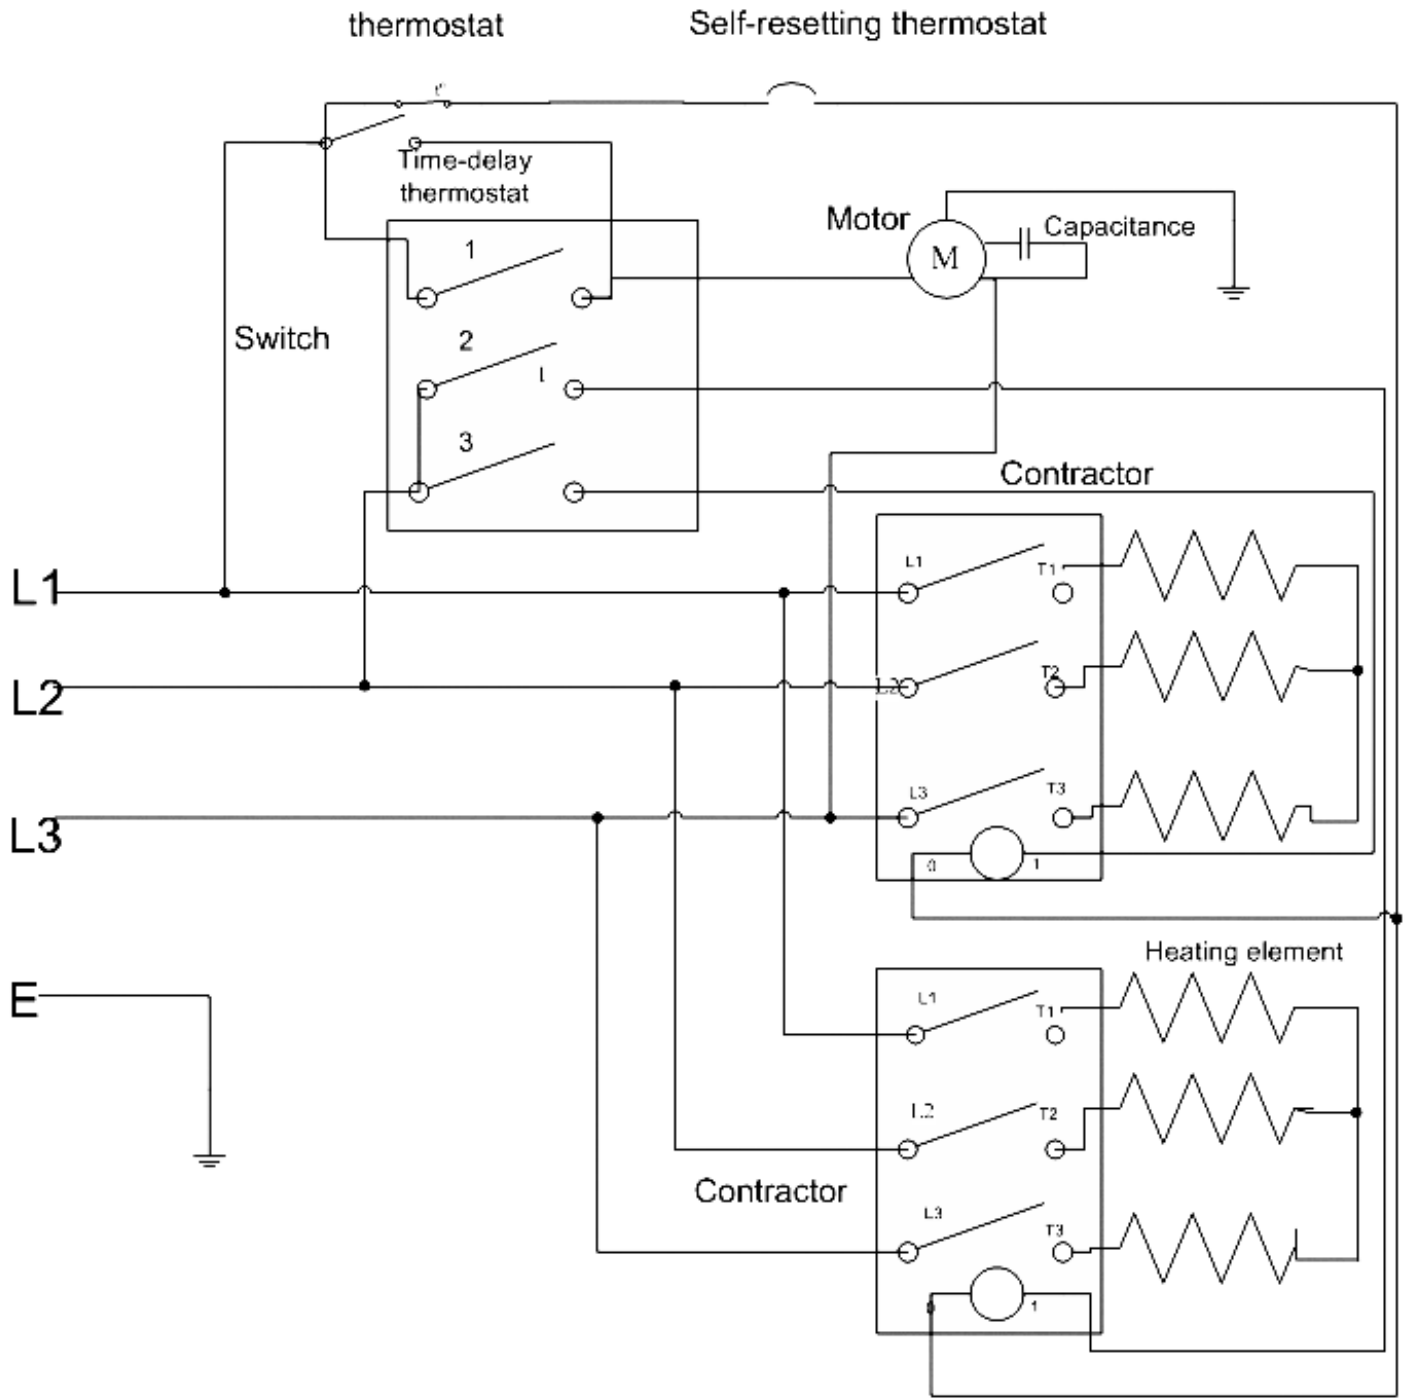 thermostat
Self-resetting thermostat
Time-delay
thermostat
Motor
M
Capacitance
1
Switch
2
1
3
Contractor
L1
T1
L1
L2
T2
L2
L3
T3
L3
0
1
Heating element
E
L1
T1
L2
T2
Contractor
L3
T3
0
1